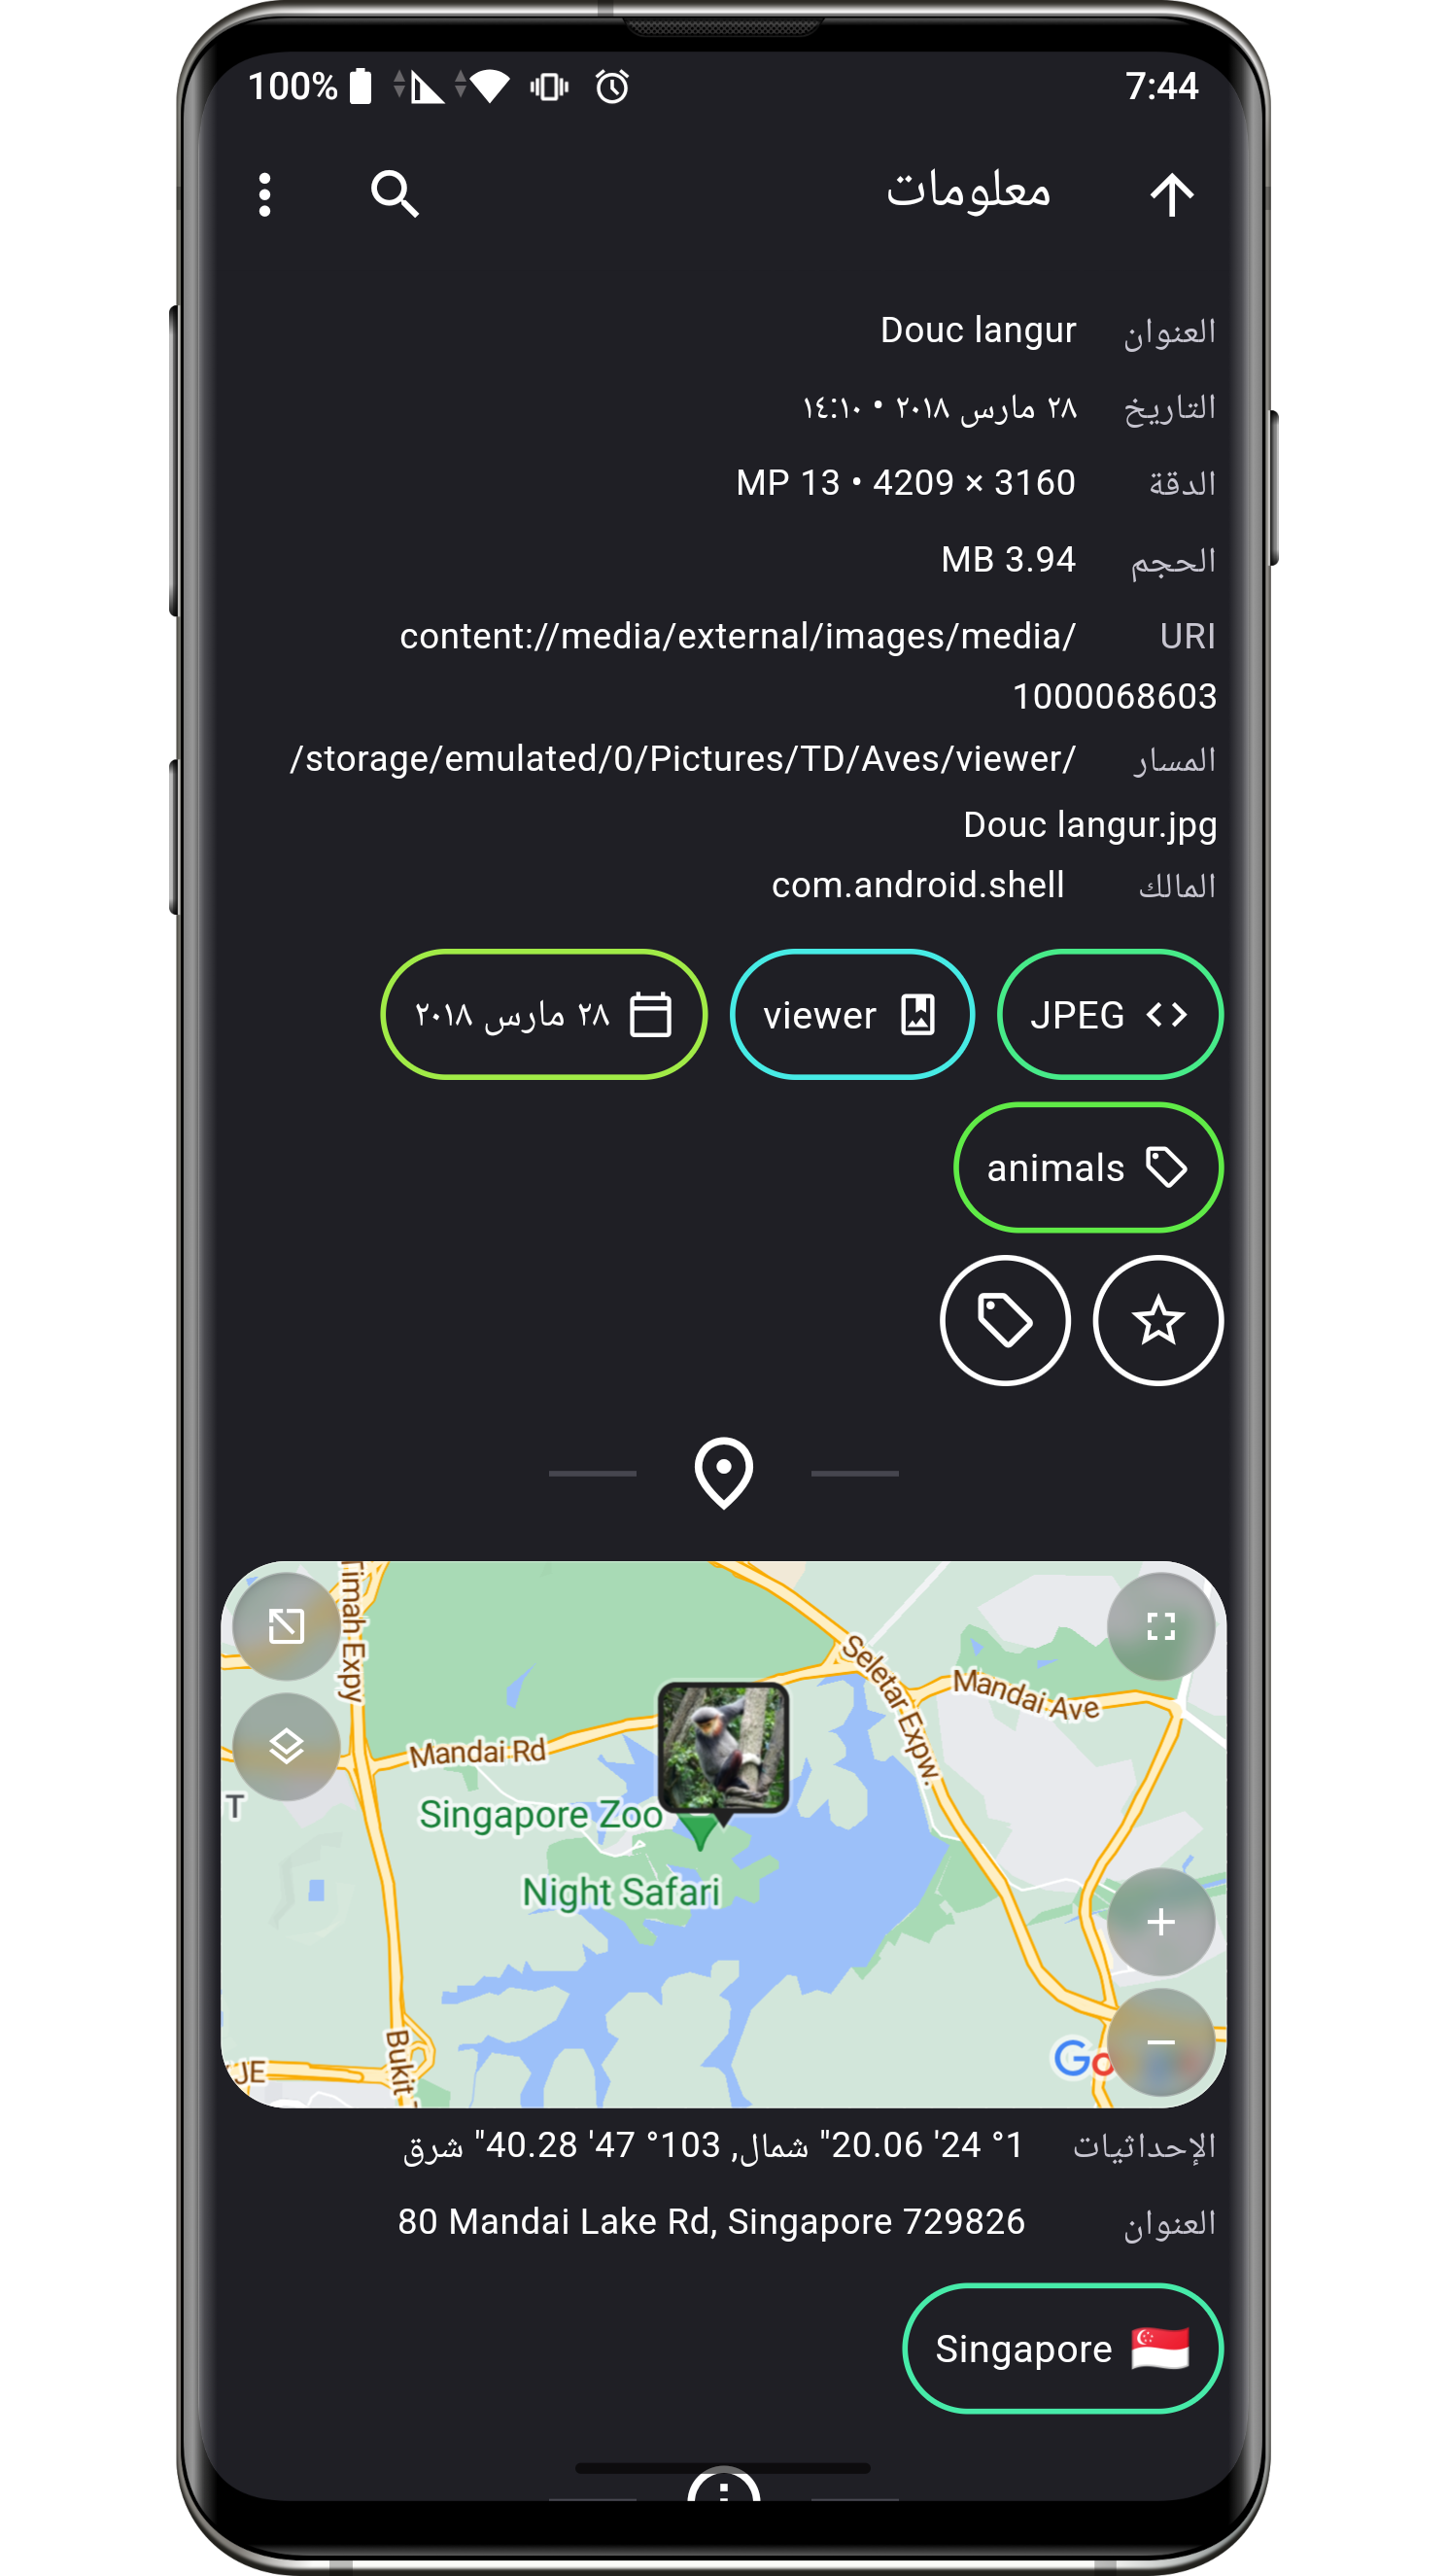 100% 7:44
معلومات
العنوان Douc langur
التاريخ ٢٨ مارس ٢٠١٨ • ١٤:١٠
الدقة 3160 × 4209 • 13 MP
الحجم 3.94 MB
URI content://media/external/images/media/
1000068603
المسار /storage/emulated/0/Pictures/TD/Aves/viewer/
Douc langur.jpg
المالك com.android.shell
JPEG
viewer
٢٨ مارس ٢٠١٨
animals
Timah Expy
Seletar Expw.
Mandai Ave
Mandai Rd
T
Singapore Zoo
Night Safari
JE
Bukit
Go
الإحداثيات 1° 24' 20.06" شمال, 103° 47' 40.28" شرق
العنوان 80 Mandai Lake Rd, Singapore 729826
Singapore